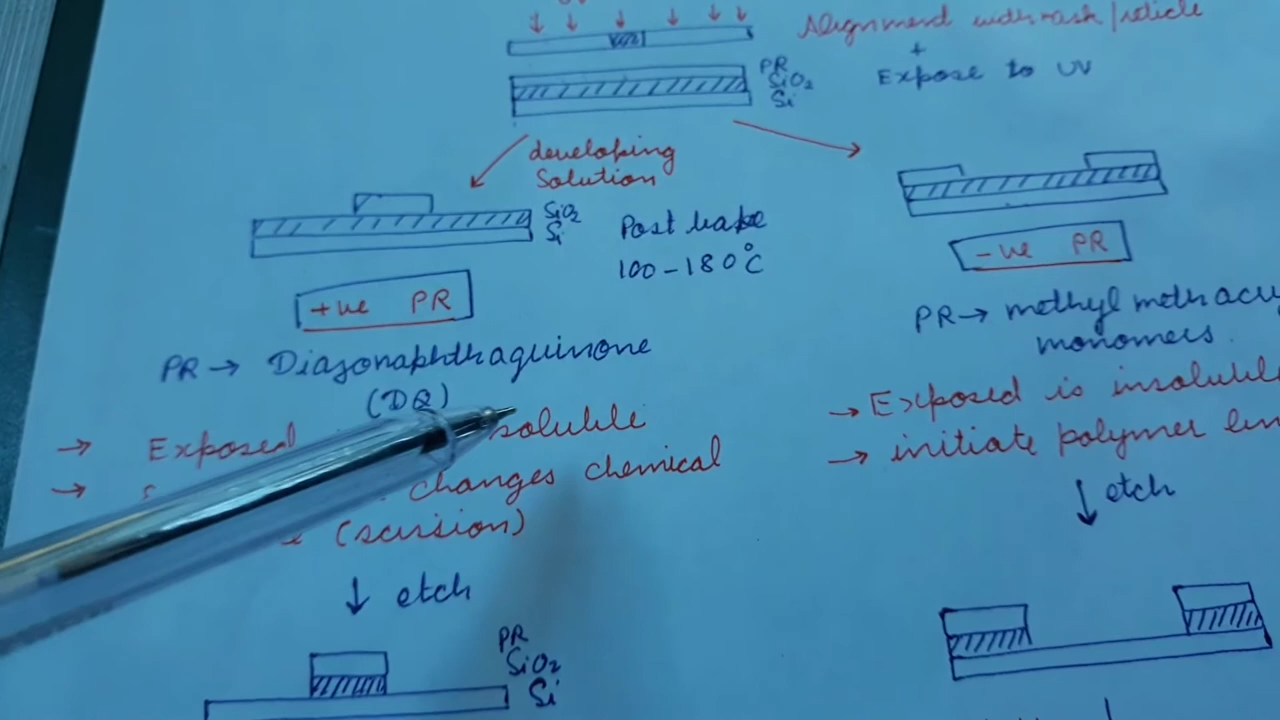 Alignment with mask/reticle
+
Expose to UV
PR
SiO2
Si
developing
Solution
SiO2
Si
Post bake
100-180°C
+ve PR
-ve PR
PR → Diazonaphthaquinone
(DQ)
→ Exposed soluble
→ changes chemical
(scission)
↓ etch
PR
SiO2
Si
PR → methyl methacry
monomers.
→ Exposed is insoluble
→ initiate polymer
↓ etch